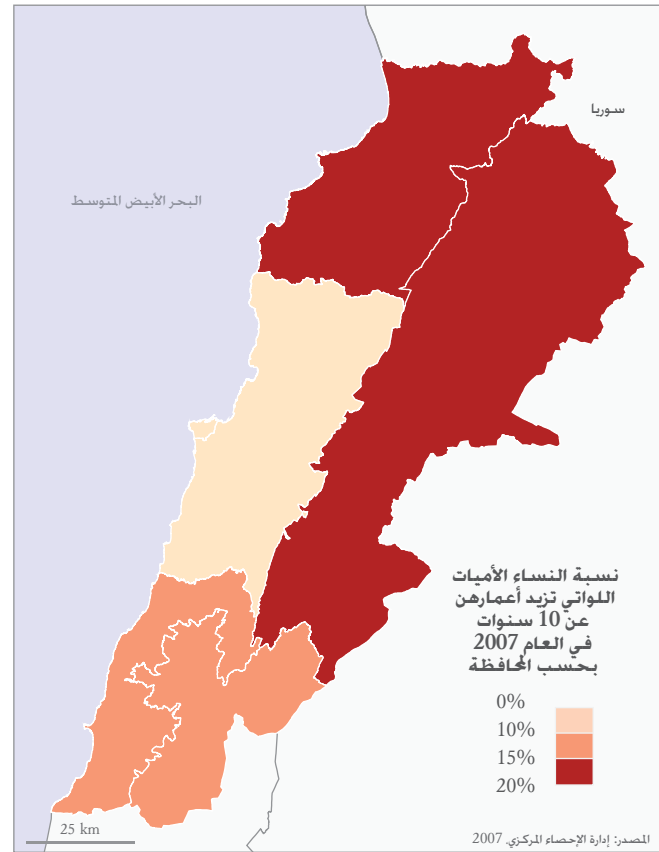 سوريا
البحر الأبيض المتوسط
نسبة النساء الأميات
اللواتي تزيد أعمارهن
عن 10 سنوات
في العام 2007
بحسب المحافظة
0%
10%
15%
20%
25 km
المصدر: إدارة الإحصاء المركزي، 2007